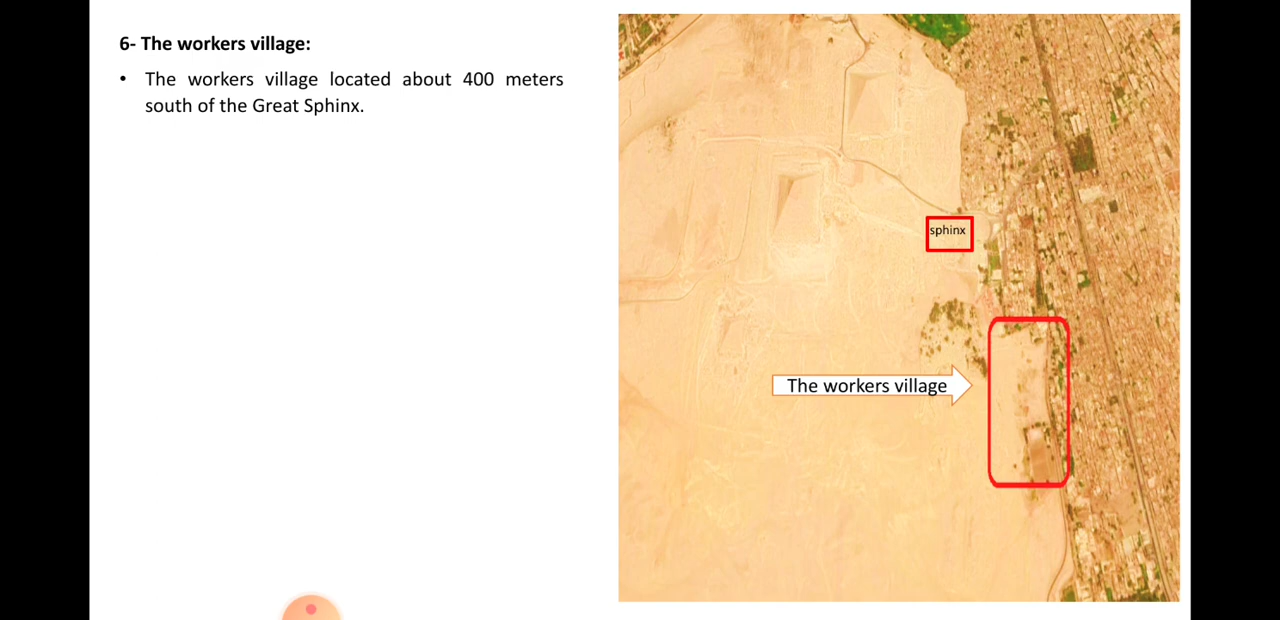 6- The workers village:
• The workers village located about 400 meters
south of the Great Sphinx.
sphinx
The workers village